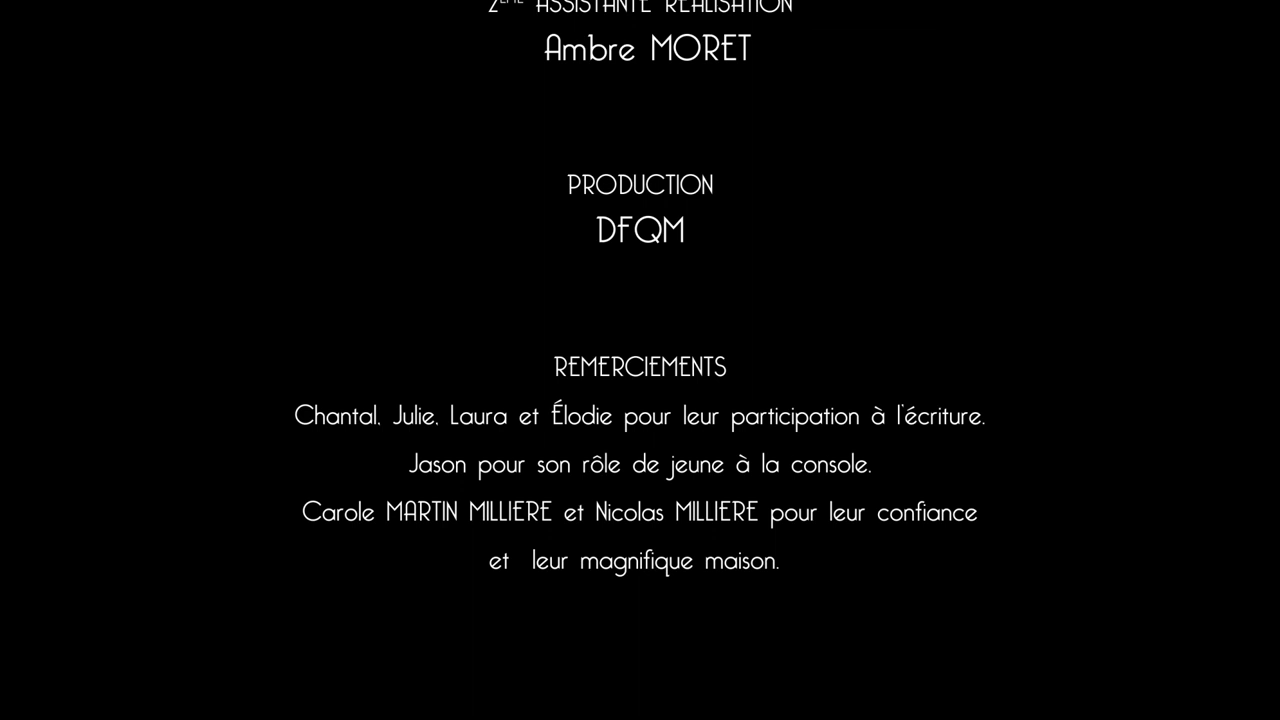 2ÈME ASSISTANTE RÉALISATION
Ambre MORET
PRODUCTION
DFQM
REMERCIEMENTS
Chantal, Julie, Laura et Élodie pour leur participation à l'écriture.
Jason pour son rôle de jeune à la console.
Carole MARTIN MILLIERE et Nicolas MILLIERE pour leur confiance
et leur magnifique maison.